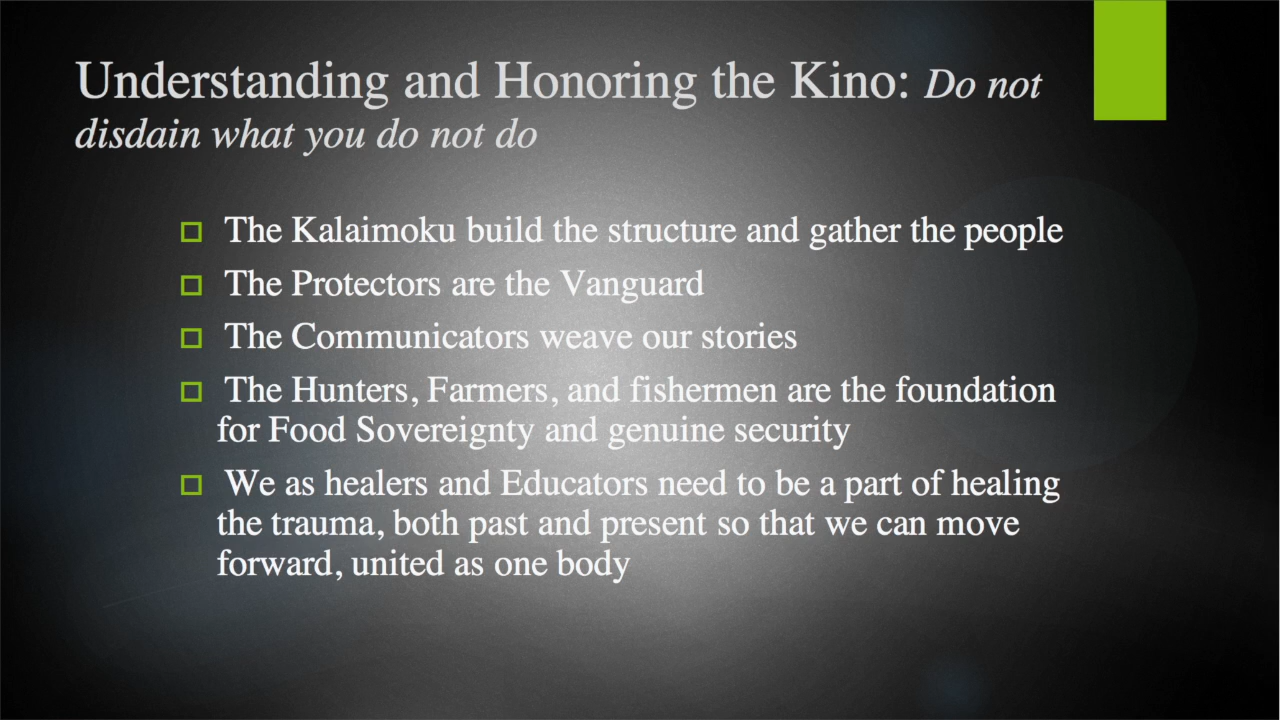 Understanding and Honoring the Kino: Do not
disdain what you do not do
The Kalaimoku build the structure and gather the people
The Protectors are the Vanguard
The Communicators weave our stories
The Hunters, Farmers, and fishermen are the foundation
for Food Sovereignty and genuine security
We as healers and Educators need to be a part of healing
the trauma, both past and present so that we can move
forward, united as one body